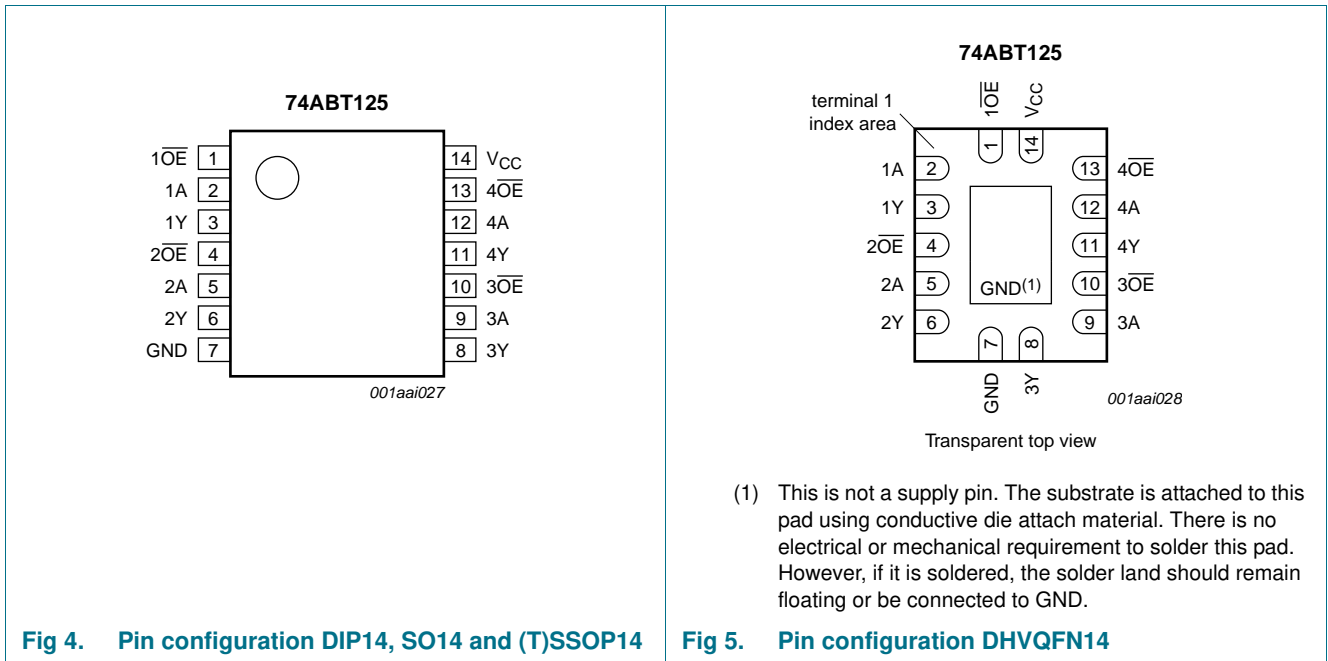 74ABT125
1OE 1
1A 2
1Y 3
2OE 4
2A 5
2Y 6
GND 7
14 VCC
13 4OE
12 4A
11 4Y
10 3OE
9 3A
8 3Y
001aai027
Fig 4. Pin configuration DIP14, SO14 and (T)SSOP14
74ABT125
terminal 1
index area
1OE
VCC
1
14
1A 2
1Y 3
2OE 4
2A 5
2Y 6
13 4OE
12 4A
11 4Y
10 3OE
9 3A
GND(1)
7
8
GND
3Y
001aai028
Transparent top view
(1) This is not a supply pin. The substrate is attached to this
pad using conductive die attach material. There is no
electrical or mechanical requirement to solder this pad.
However, if it is soldered, the solder land should remain
floating or be connected to GND.
Fig 5. Pin configuration DHVQFN14